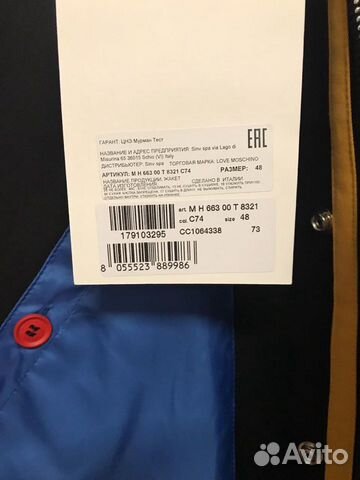 ГАРАНТ. ЦНЭ Мурман Тест
НАЗВАНИЕ И АДРЕС ПРЕДПРИЯТИЯ: Sinv spa via Lago di
Misurina 65 36015 Schio (VI) Italy
ДИСТРИБЬЮТЕР: Sinv spa ТОРГОВАЯ МАРКА: LOVE MOSCHINO
АРТИКУЛ: M H 663 00 T 8321 C74 РАЗМЕР: 48
НАЗВАНИЕ ПРОДУКЦИИ: ЖАКЕТ СДЕЛАНО В ИТАЛИИ
ДАТА ИЗГОТОВЛЕНИЯ:
EAC
179103295
art. M H 663 00 T 8321
col C74 size 48
CC1064338 73
8 055523 889986
Avito